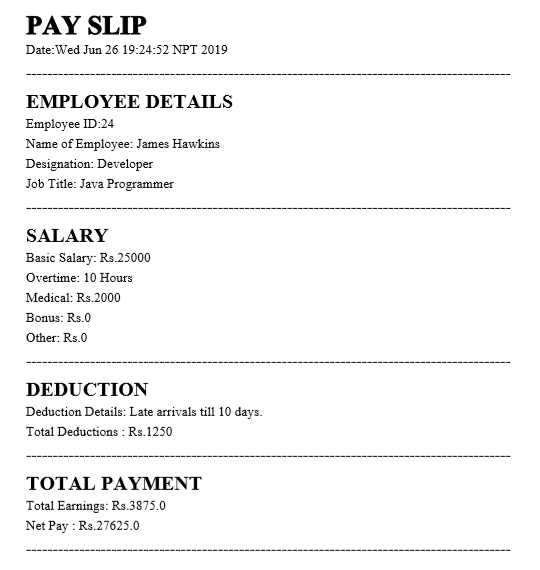 PAY SLIP
Date:Wed Jun 26 19:24:52 NPT 2019
--------------------------------------------------------------------------------------------
EMPLOYEE DETAILS
Employee ID:24
Name of Employee: James Hawkins
Designation: Developer
Job Title: Java Programmer
--------------------------------------------------------------------------------------------
SALARY
Basic Salary: Rs.25000
Overtime: 10 Hours
Medical: Rs.2000
Bonus: Rs.0
Other: Rs.0
--------------------------------------------------------------------------------------------
DEDUCTION
Deduction Details: Late arrivals till 10 days.
Total Deductions : Rs.1250
--------------------------------------------------------------------------------------------
TOTAL PAYMENT
Total Earnings: Rs.3875.0
Net Pay : Rs.27625.0
--------------------------------------------------------------------------------------------